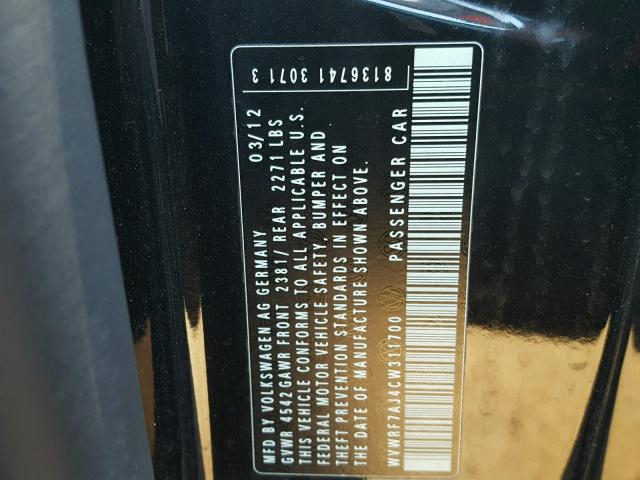 8136741 3071 3
MFD BY VOLKSWAGEN AG GERMANY 03/12
GVWR 4542 GAWR FRONT 2381/ REAR 2271 LBS
THIS VEHICLE CONFORMS TO ALL APPLICABLE U.S.
FEDERAL MOTOR VEHICLE SAFETY, BUMPER AND
THEFT PREVENTION STANDARDS IN EFFECT ON
THE DATE OF MANUFACTURE SHOWN ABOVE.
WVWRF7AJ4CW311700 PASSENGER CAR